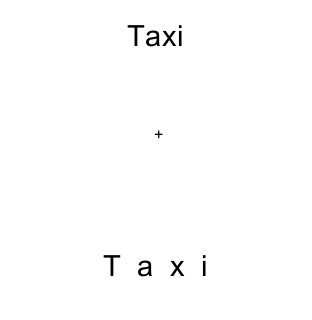 Taxi
+
T a x i